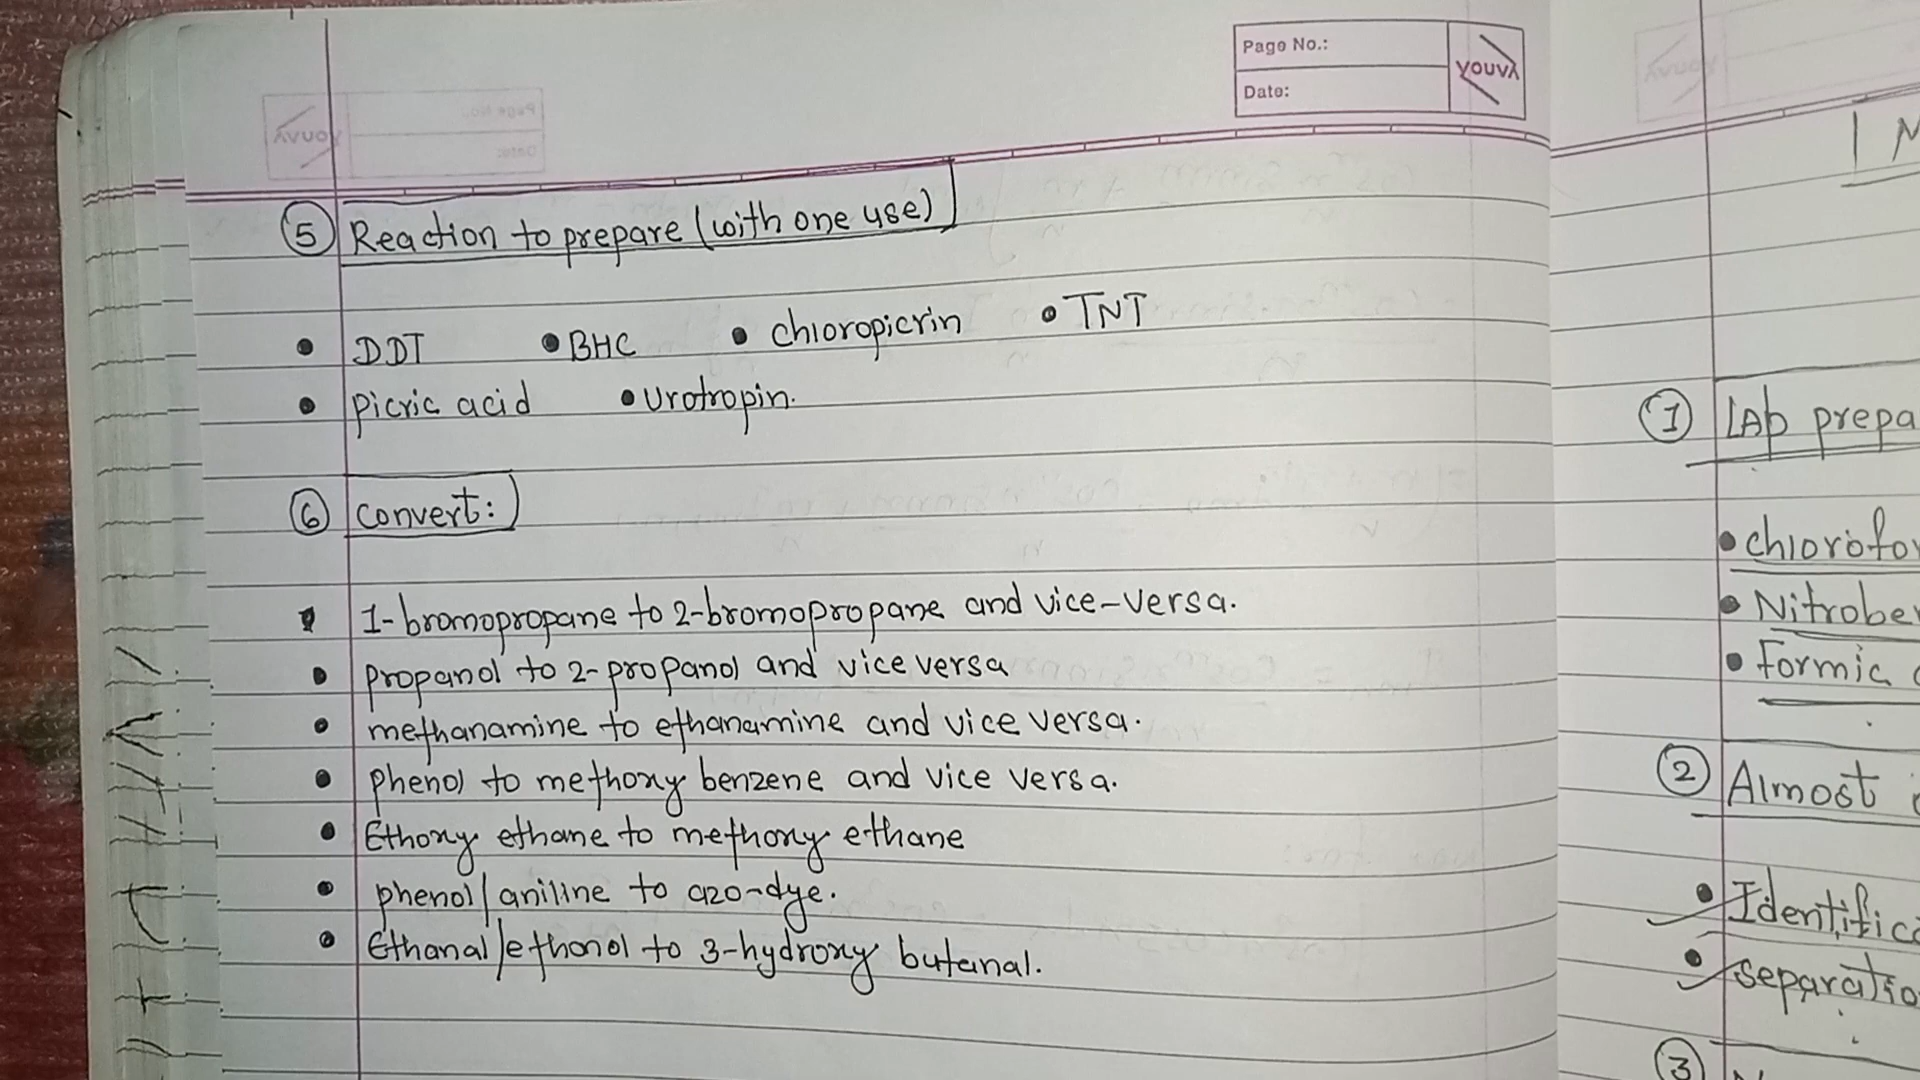 Page No.:
Date:
YOUVA
5 Reaction to prepare (with one use)
• DDT • BHC • chloropicrin • TNT
• Picric acid • Urotropin.
6 convert:
• 1-bromopropane to 2-bromopropane and vice-versa.
• propanol to 2-propanol and vice versa
• methanamine to ethanamine and vice versa.
• phenol to methoxy benzene and vice versa.
• Ethoxy ethane to methoxy ethane
• phenol/aniline to azo-dye.
• Ethanal/ethanol to 3-hydroxy butanal.
1 LAb prepa
• chlorofo
• Nitrobe
• Formic
2 Almost
• Identific
• separatio
3